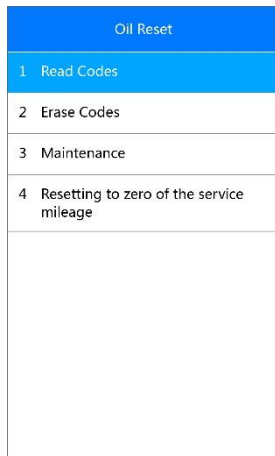 Oil Reset
1 Read Codes
2 Erase Codes
3 Maintenance
4 Resetting to zero of the service
mileage